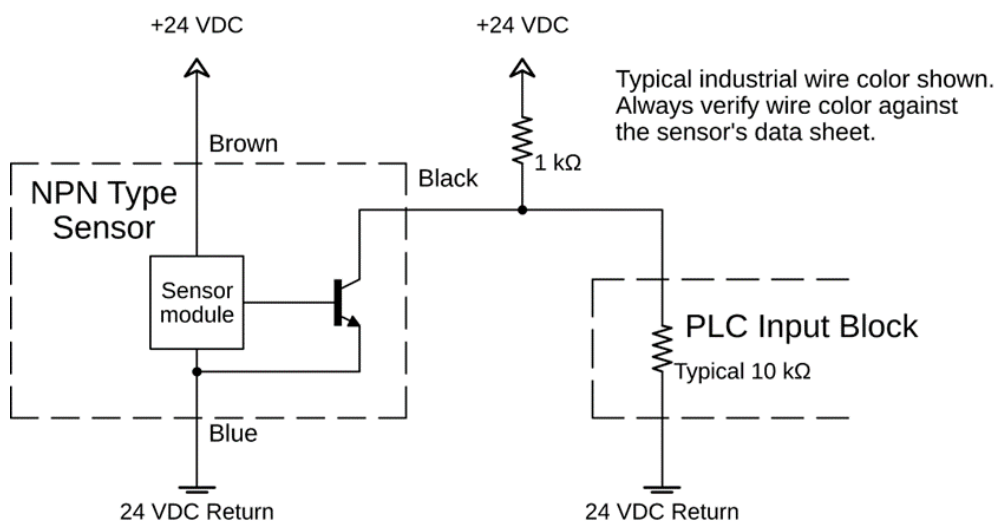 +24 VDC
+24 VDC
Typical industrial wire color shown.
Always verify wire color against
the sensor's data sheet.
Brown
1 kΩ
Black
NPN Type
Sensor
Sensor
module
PLC Input Block
Typical 10 kΩ
Blue
24 VDC Return
24 VDC Return